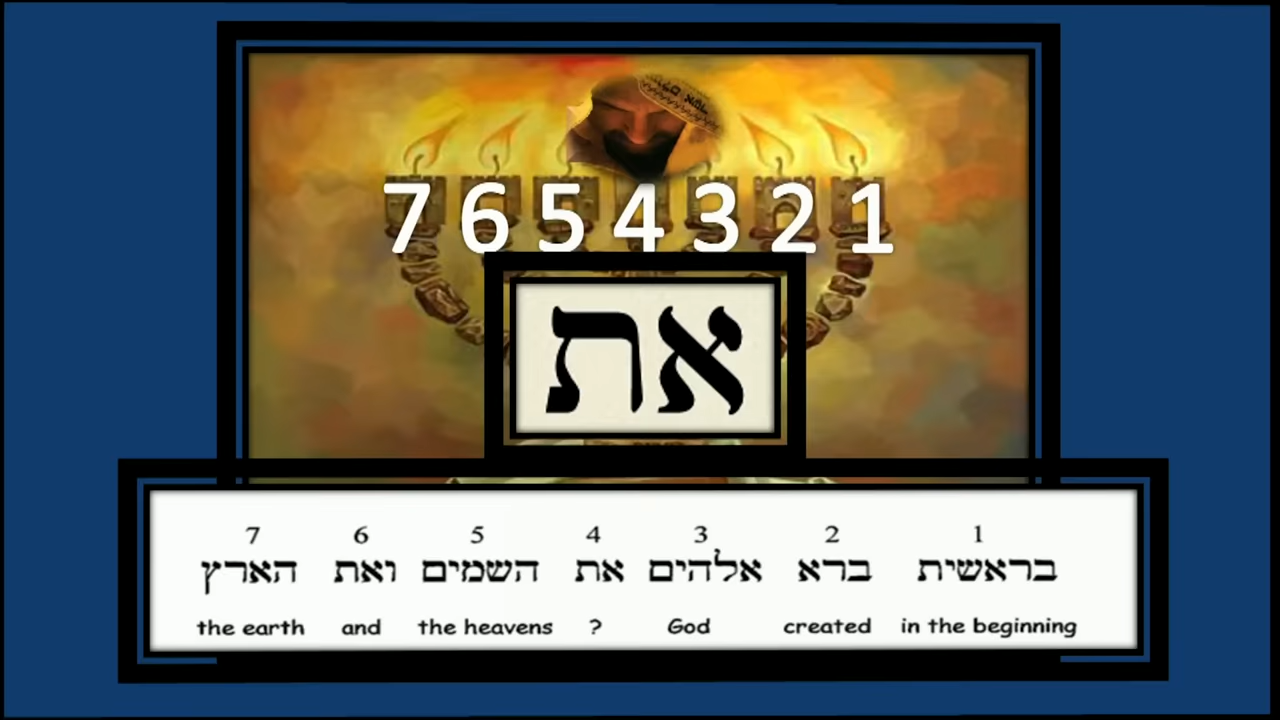 7 6 5 4 3 2 1
את
7 6 5 4 3 2 1
בראשית ברא אלהים את השמים ואת הארץ
the earth and the heavens ? God created in the beginning